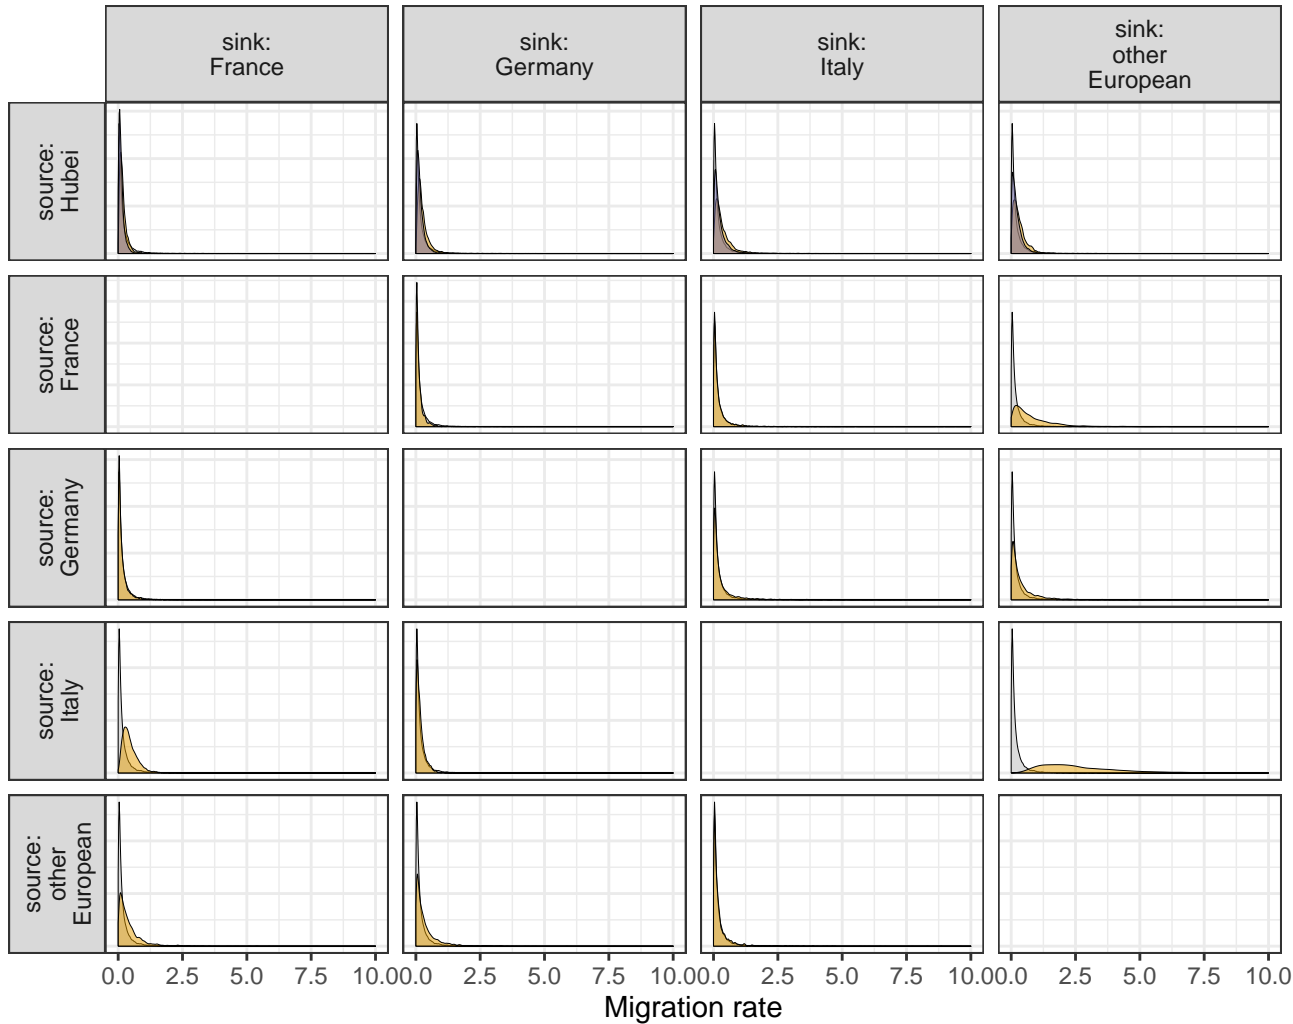 sink:
France
sink:
Germany
sink:
Italy
sink:
other
European
source:
Hubei
source:
France
source:
Germany
source:
Italy
source:
other
European
0.0 2.5 5.0 7.5 10.0 0.0 2.5 5.0 7.5 10.0 0.0 2.5 5.0 7.5 10.0 0.0 2.5 5.0 7.5 10.0
Migration rate